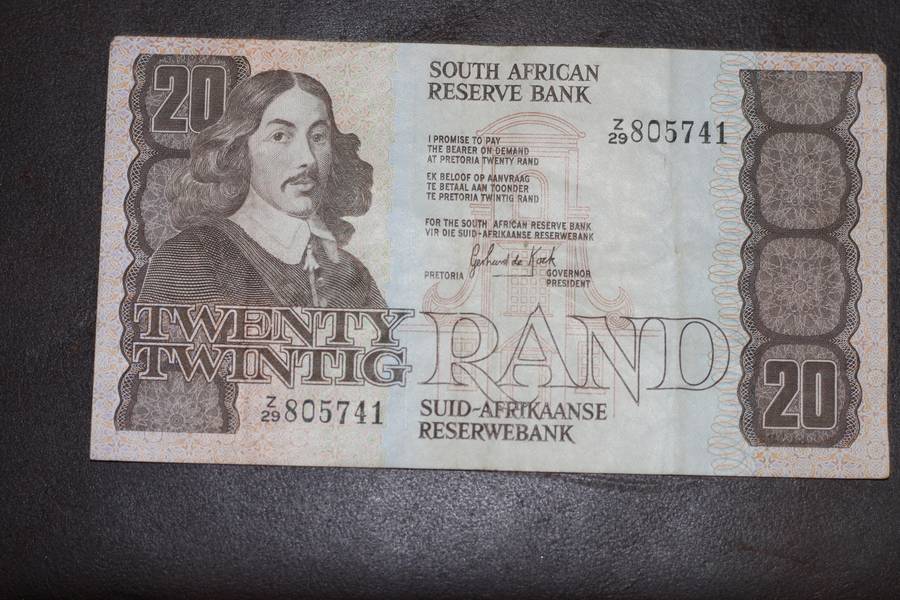 20
SOUTH AFRICAN
RESERVE BANK
Z
29 805741
I PROMISE TO PAY
THE BEARER ON DEMAND
AT PRETORIA TWENTY RAND
EK BELOOF OP AANVRAAG
TE BETAAL AAN TOONDER
TE PRETORIA TWINTIG RAND
FOR THE SOUTH AFRICAN RESERVE BANK
VIR DIE SUID-AFRIKAANSE RESERWEBANK
Gerhard de Kock
PRETORIA GOVERNOR
PRESIDENT
TWENTY
TWINTIG
RAND
Z
29 805741
SUID-AFRIKAANSE
RESERWEBANK
20